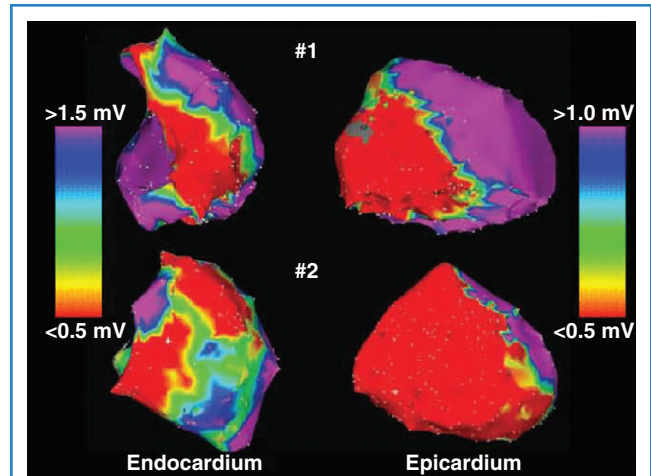 #1
>1.5 mV
>1.0 mV
#2
<0.5 mV
<0.5 mV
Endocardium
Epicardium